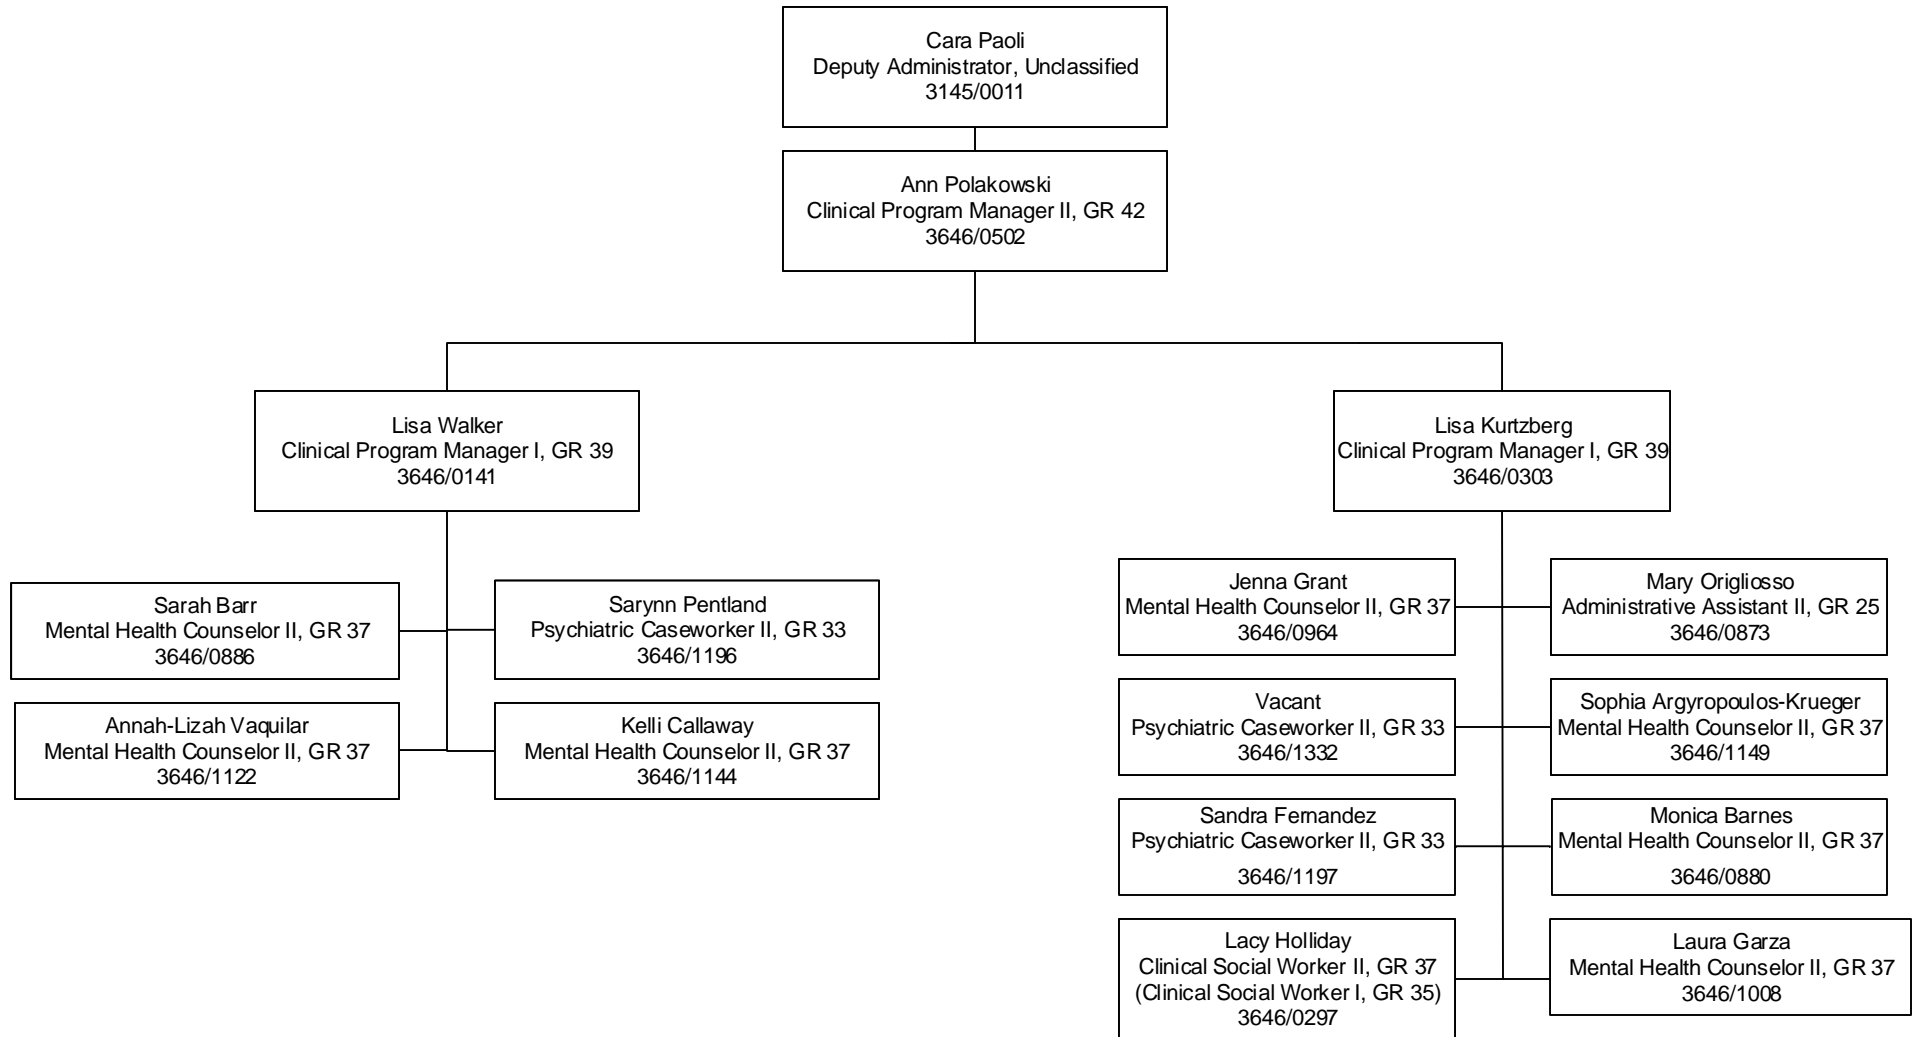 Cara Paoli
Deputy Administrator, Unclassified
3145/0011
Ann Polakowski
Clinical Program Manager II, GR 42
3646/0502
Lisa Walker
Clinical Program Manager I, GR 39
3646/0141
Lisa Kurtzberg
Clinical Program Manager I, GR 39
3646/0303
Sarah Barr
Mental Health Counselor II, GR 37
3646/0886
Sarynn Pentland
Psychiatric Caseworker II, GR 33
3646/1196
Annah-Lizah Vaquilar
Mental Health Counselor II, GR 37
3646/1122
Kelli Callaway
Mental Health Counselor II, GR 37
3646/1144
Jenna Grant
Mental Health Counselor II, GR 37
3646/0964
Mary Origliosso
Administrative Assistant II, GR 25
3646/0873
Vacant
Psychiatric Caseworker II, GR 33
3646/1332
Sophia Argyropoulos-Krueger
Mental Health Counselor II, GR 37
3646/1149
Sandra Fernandez
Psychiatric Caseworker II, GR 33
3646/1197
Monica Barnes
Mental Health Counselor II, GR 37
3646/0880
Lacy Holliday
Clinical Social Worker II, GR 37
(Clinical Social Worker I, GR 35)
3646/0297
Laura Garza
Mental Health Counselor II, GR 37
3646/1008